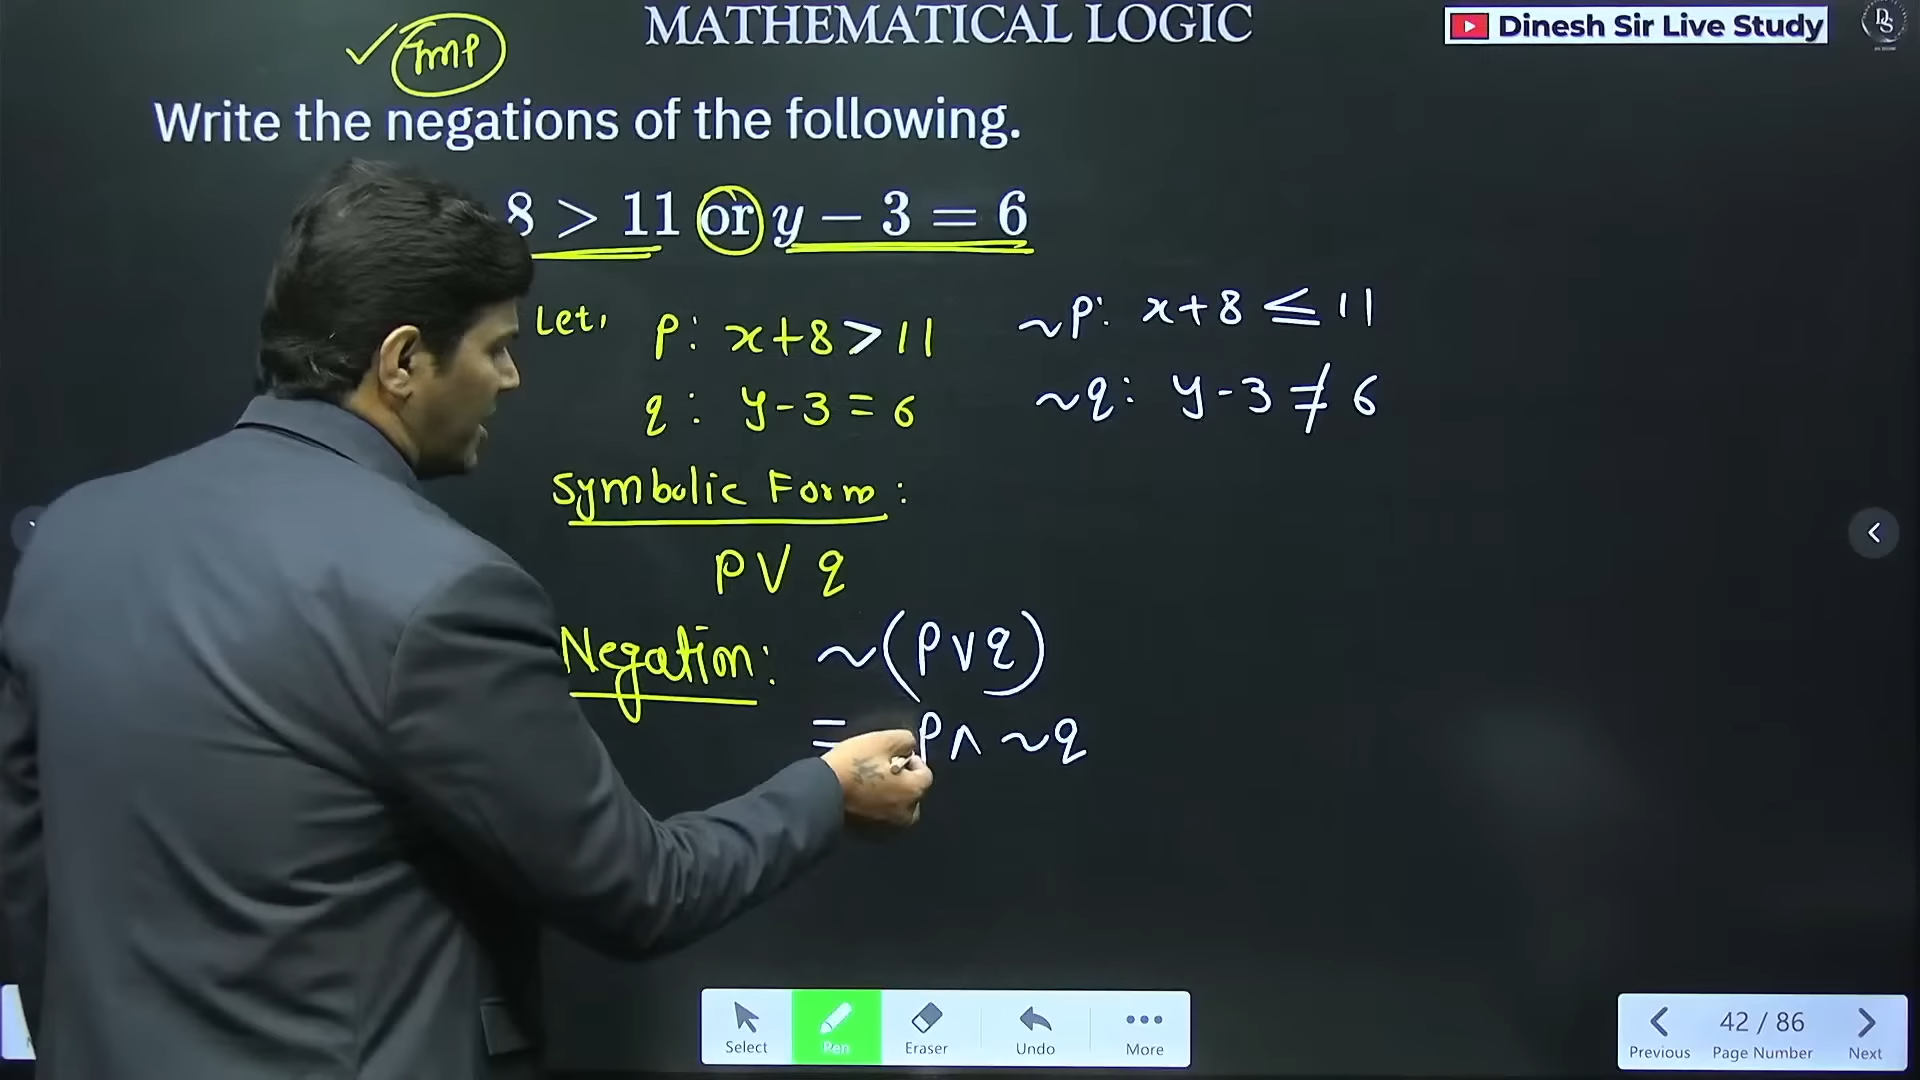 MATHEMATICAL LOGIC
Dinesh Sir Live Study
DS
Imp
Write the negations of the following.
8 > 11 or y − 3 = 6
Let, p: x+8 > 11
~p: x+8 ≤ 11
q: y-3 = 6
~q: y-3 ≠ 6
Symbolic Form:
p ∨ q
Negation: ~(p∨q)
≡ p ∧ ~q
Select
Pen
Eraser
Undo
More
42 / 86
Previous
Page Number
Next